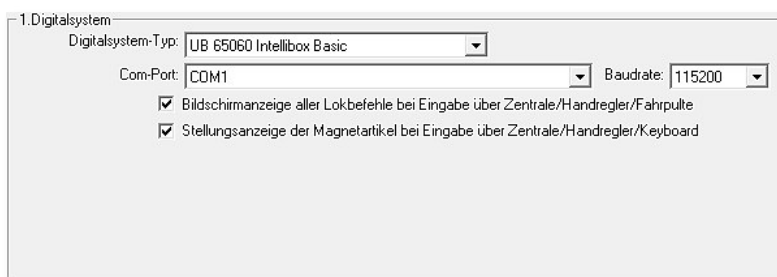 1.Digitalsystem
Digitalsystem-Typ: UB 65060 Intellibox Basic
Com-Port: COM1 Baudrate: 115200
Bildschirmanzeige aller Lokbefehle bei Eingabe über Zentrale/Handregler/Fahrpulte
Stellungsanzeige der Magnetartikel bei Eingabe über Zentrale/Handregler/Keyboard